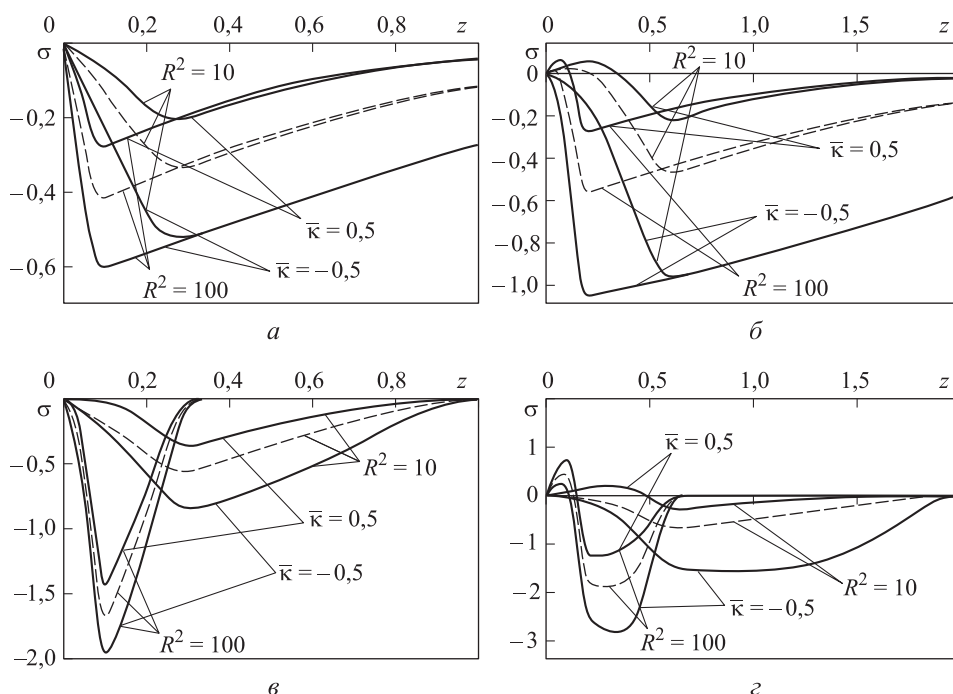 0 0,2 0,4 0,6 0,8 z
σ
−0,2
−0,4
−0,6
R² = 10
κ̅ = 0,5
κ̅ = −0,5
R² = 100
а
0 0,5 1,0 1,5 z
σ
0
−0,2
−0,4
−0,6
−0,8
−1,0
R² = 10
κ̅ = 0,5
κ̅ = −0,5
R² = 100
б
0 0,2 0,4 0,6 0,8 z
σ
−0,5
−1,0
−1,5
−2,0
R² = 10
κ̅ = 0,5
κ̅ = −0,5
R² = 100
в
0 0,5 1,0 1,5 z
σ
1
0
−1
−2
−3
κ̅ = 0,5
R² = 10
κ̅ = −0,5
R² = 100
г